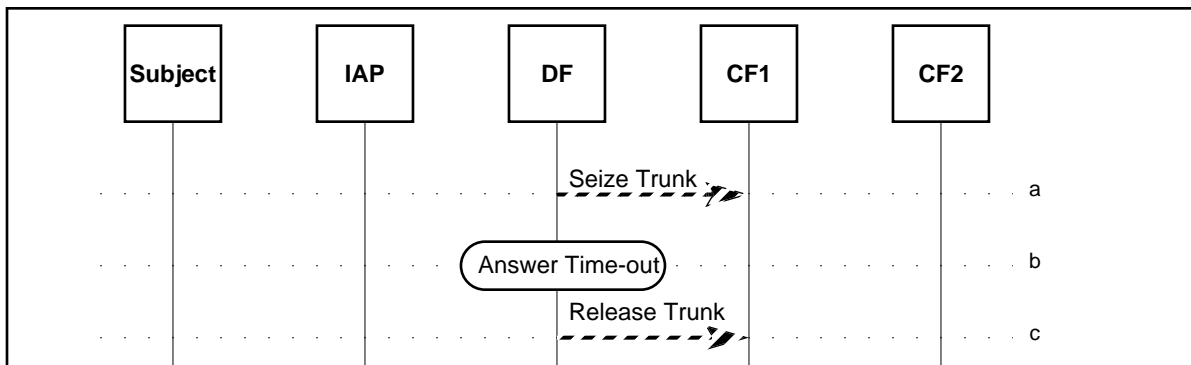 Subject IAP DF CF1 CF2
Seize Trunk a
Answer Time-out b
Release Trunk
c